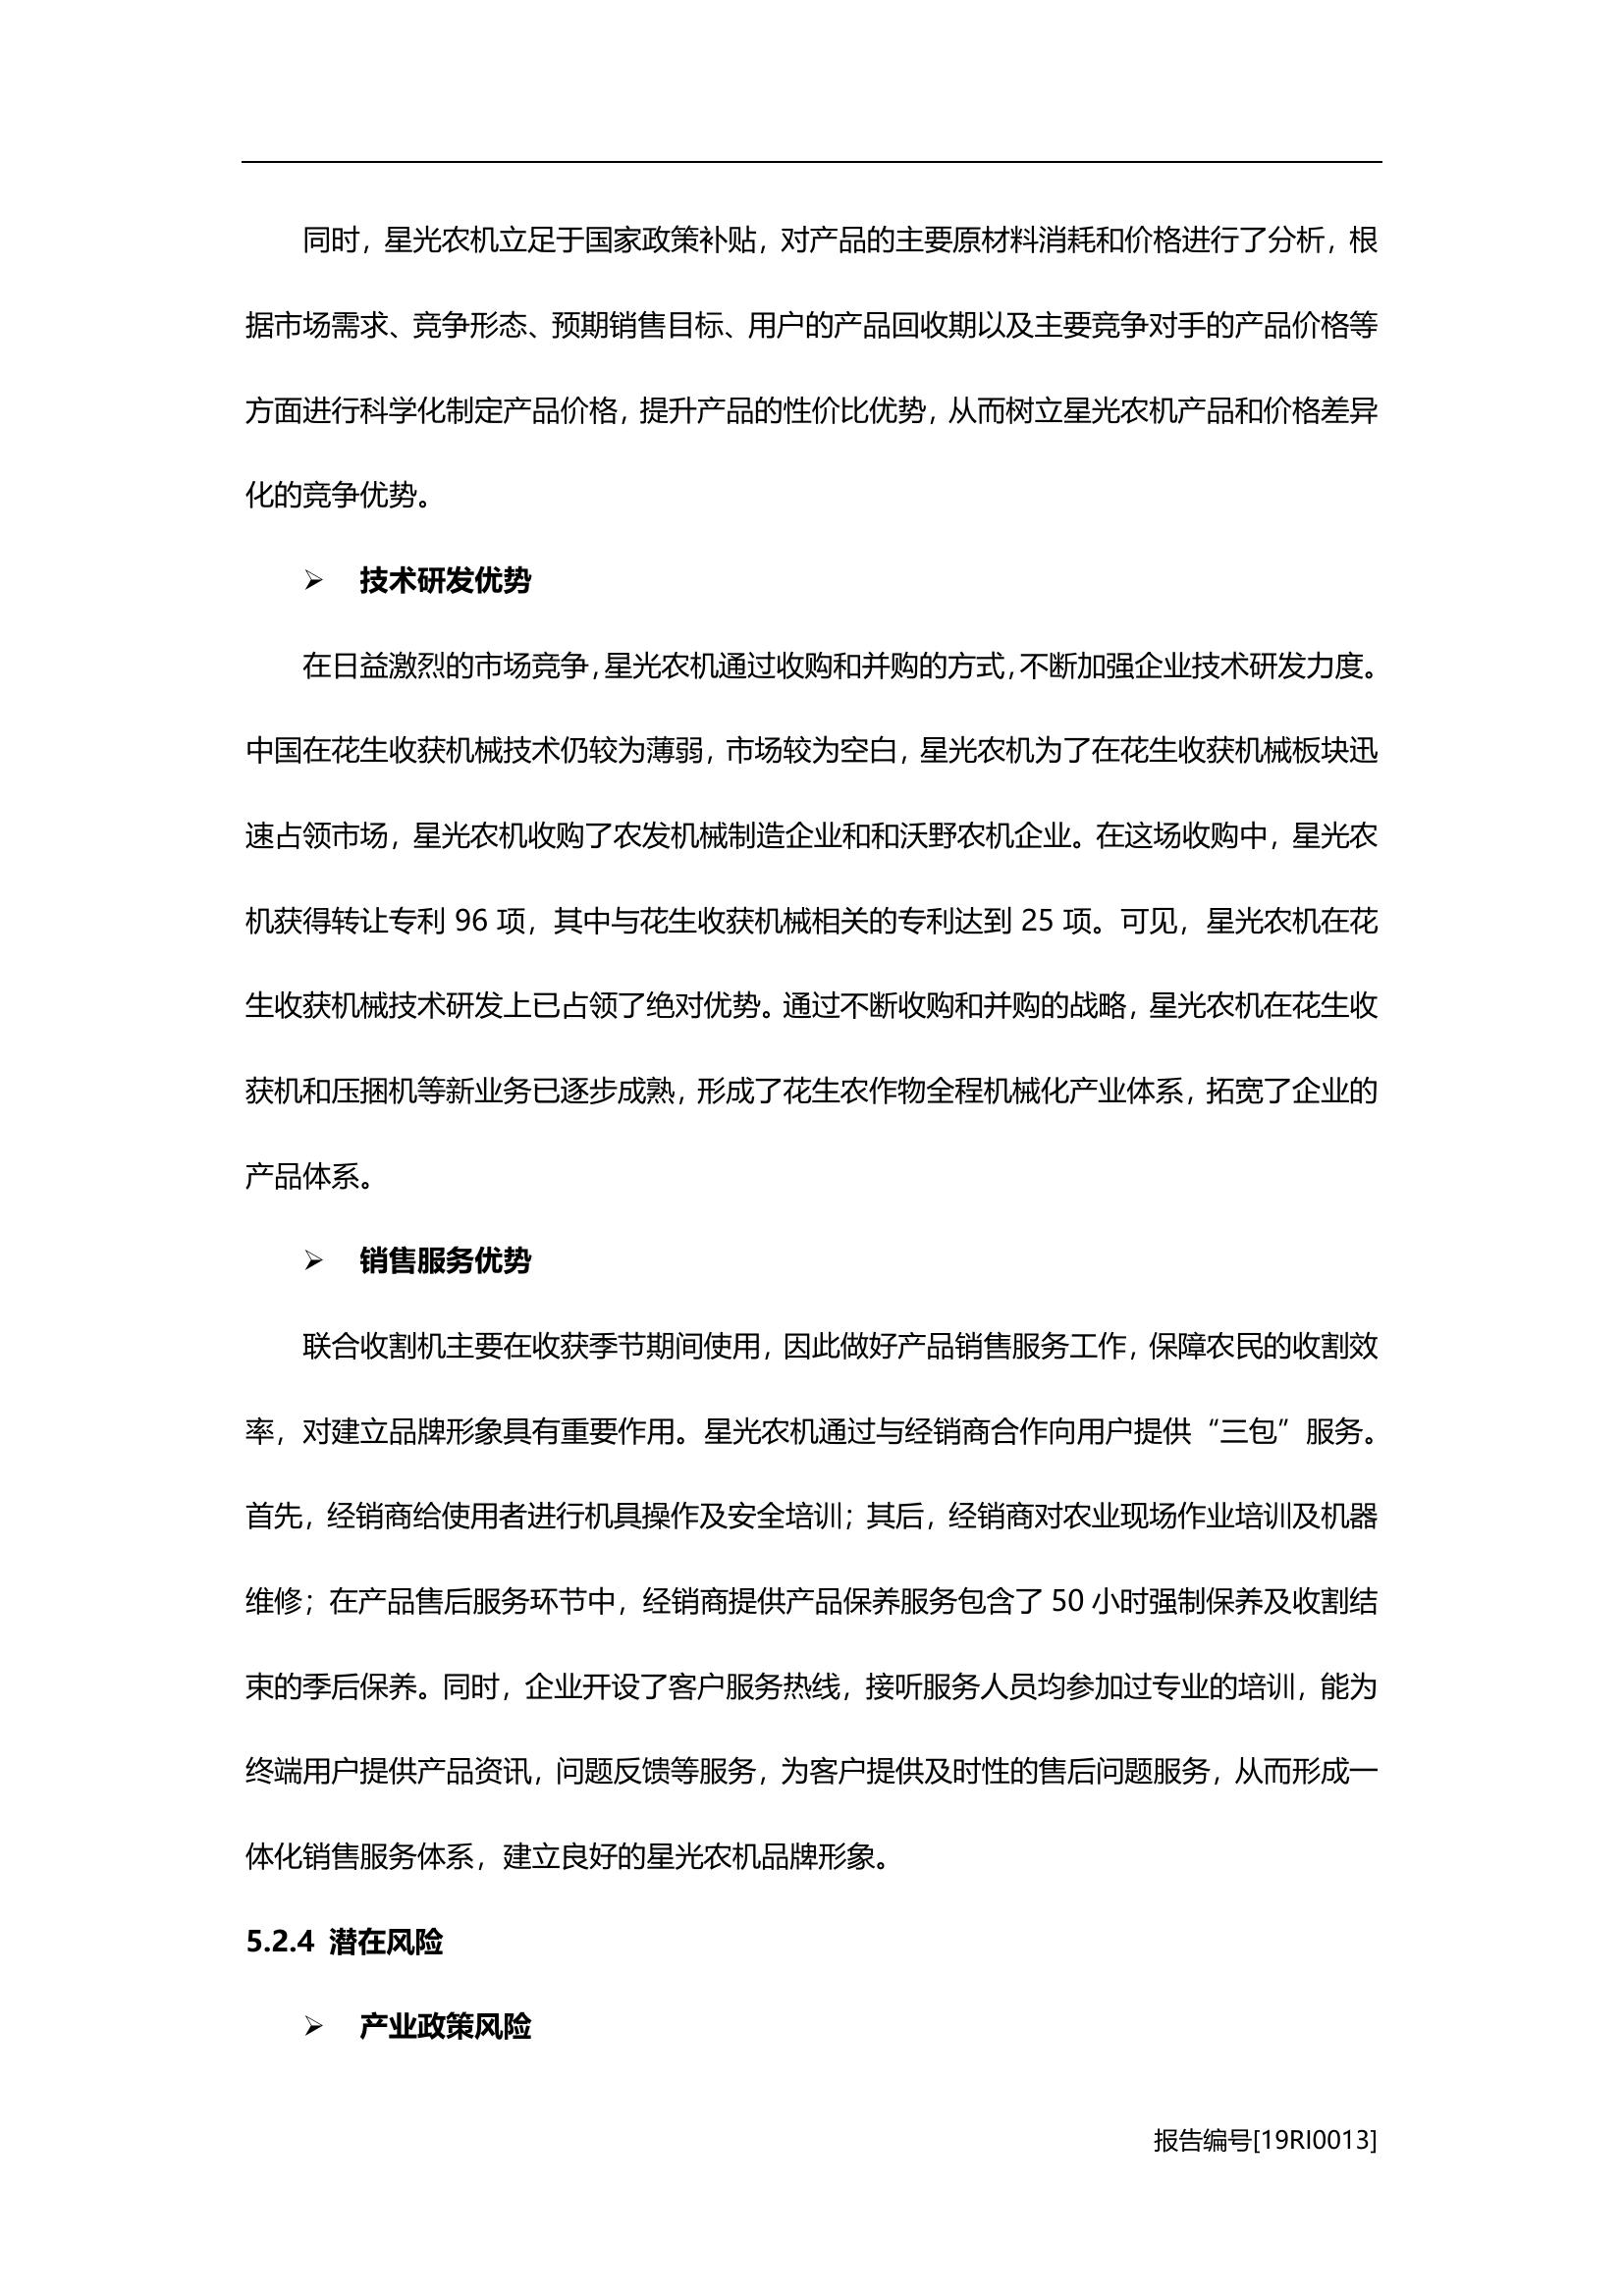 同时，星光农机立足于国家政策补贴，对产品的主要原材料消耗和价格进行了分析，根
据市场需求、竞争形态、预期销售目标、用户的产品回收期以及主要竞争对手的产品价格等
方面进行科学化制定产品价格，提升产品的性价比优势，从而树立星光农机产品和价格差异
化的竞争优势。
➢ 技术研发优势
在日益激烈的市场竞争，星光农机通过收购和并购的方式，不断加强企业技术研发力度。
中国在花生收获机械技术仍较为薄弱，市场较为空白，星光农机为了在花生收获机械板块迅
速占领市场，星光农机收购了农发机械制造企业和和沃野农机企业。在这场收购中，星光农
机获得转让专利 96 项，其中与花生收获机械相关的专利达到 25 项。可见，星光农机在花
生收获机械技术研发上已占领了绝对优势。通过不断收购和并购的战略，星光农机在花生收
获机和压捆机等新业务已逐步成熟，形成了花生农作物全程机械化产业体系，拓宽了企业的
产品体系。
➢ 销售服务优势
联合收割机主要在收获季节期间使用，因此做好产品销售服务工作，保障农民的收割效
率，对建立品牌形象具有重要作用。星光农机通过与经销商合作向用户提供“三包”服务。
首先，经销商给使用者进行机具操作及安全培训；其后，经销商对农业现场作业培训及机器
维修；在产品售后服务环节中，经销商提供产品保养服务包含了 50 小时强制保养及收割结
束的季后保养。同时，企业开设了客户服务热线，接听服务人员均参加过专业的培训，能为
终端用户提供产品资讯，问题反馈等服务，为客户提供及时性的售后问题服务，从而形成一
体化销售服务体系，建立良好的星光农机品牌形象。
5.2.4 潜在风险
➢ 产业政策风险
报告编号[19RI0013]